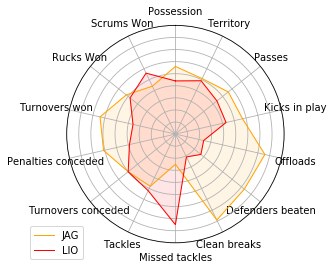 Possession
Scrums Won
Territory
Rucks Won
Passes
Turnovers won
Kicks in play
Penalties conceded
Offloads
Turnovers conceded
Defenders beaten
Tackles
Clean breaks
Missed tackles
JAG
LIO